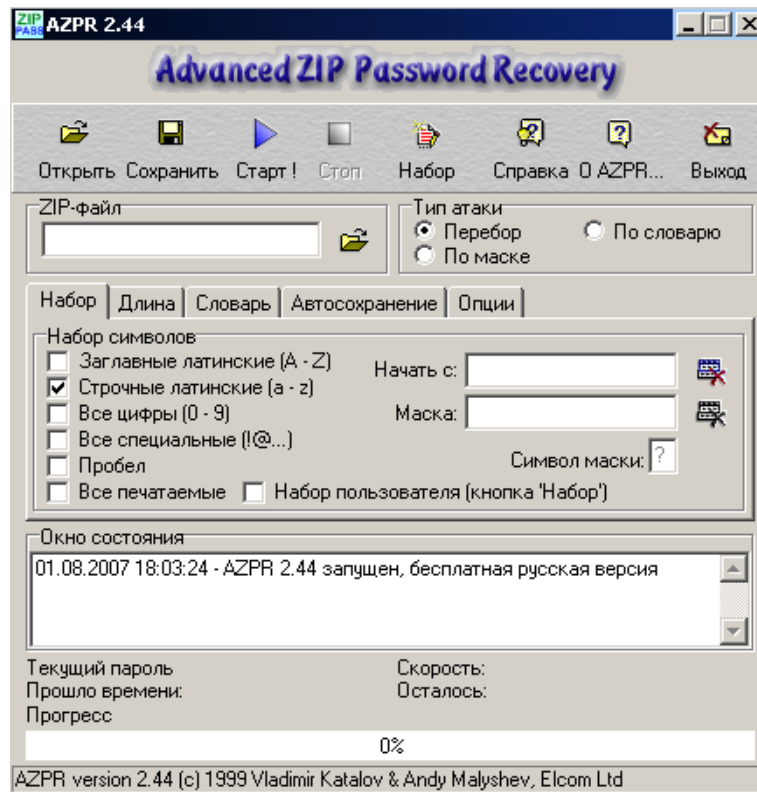 ZIP PASS AZPR 2.44
Advanced ZIP Password Recovery
Открыть Сохранить Старт ! Стоп Набор Справка О AZPR... Выход
ZIP-файл
Тип атаки
Перебор По словарю
По маске
Набор Длина Словарь Автосохранение Опции
Набор символов
Заглавные латинские (A - Z)
Начать с:
Строчные латинские (a - z)
Все цифры (0 - 9)
Маска:
Все специальные (!@...)
Пробел
Символ маски: ?
Все печатаемые Набор пользователя (кнопка 'Набор')
Окно состояния
01.08.2007 18:03:24 - AZPR 2.44 запущен, бесплатная русская версия
Текущий пароль Скорость:
Прошло времени: Осталось:
Прогресс
0%
AZPR version 2.44 (c) 1999 Vladimir Katalov & Andy Malyshev, Elcom Ltd